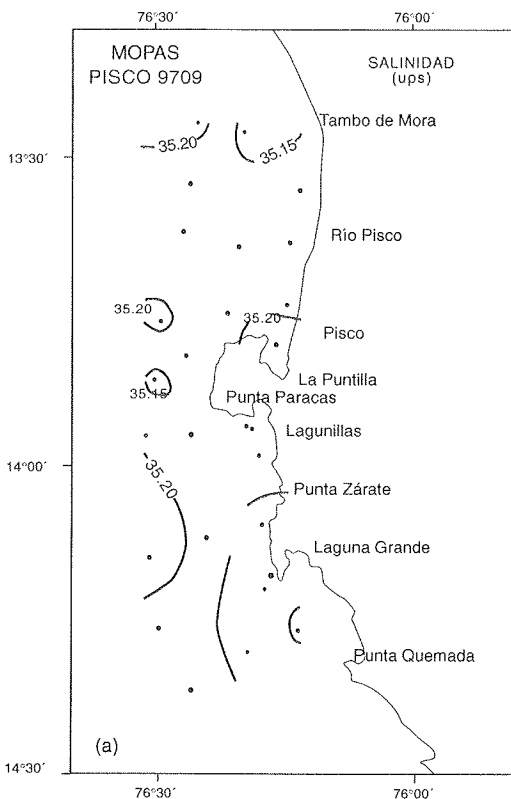 76°30´ 76°00´
MOPAS
PISCO 9709
SALINIDAD
(ups)
Tambo de Mora
35.20
35.15
13°30´
Río Pisco
35.20
35.20
Pisco
La Puntilla
35.15
Punta Paracas
Lagunillas
14°00´
35.20
Punta Zárate
Laguna Grande
Punta Quemada
(a)
14°30´
76°30´ 76°00´